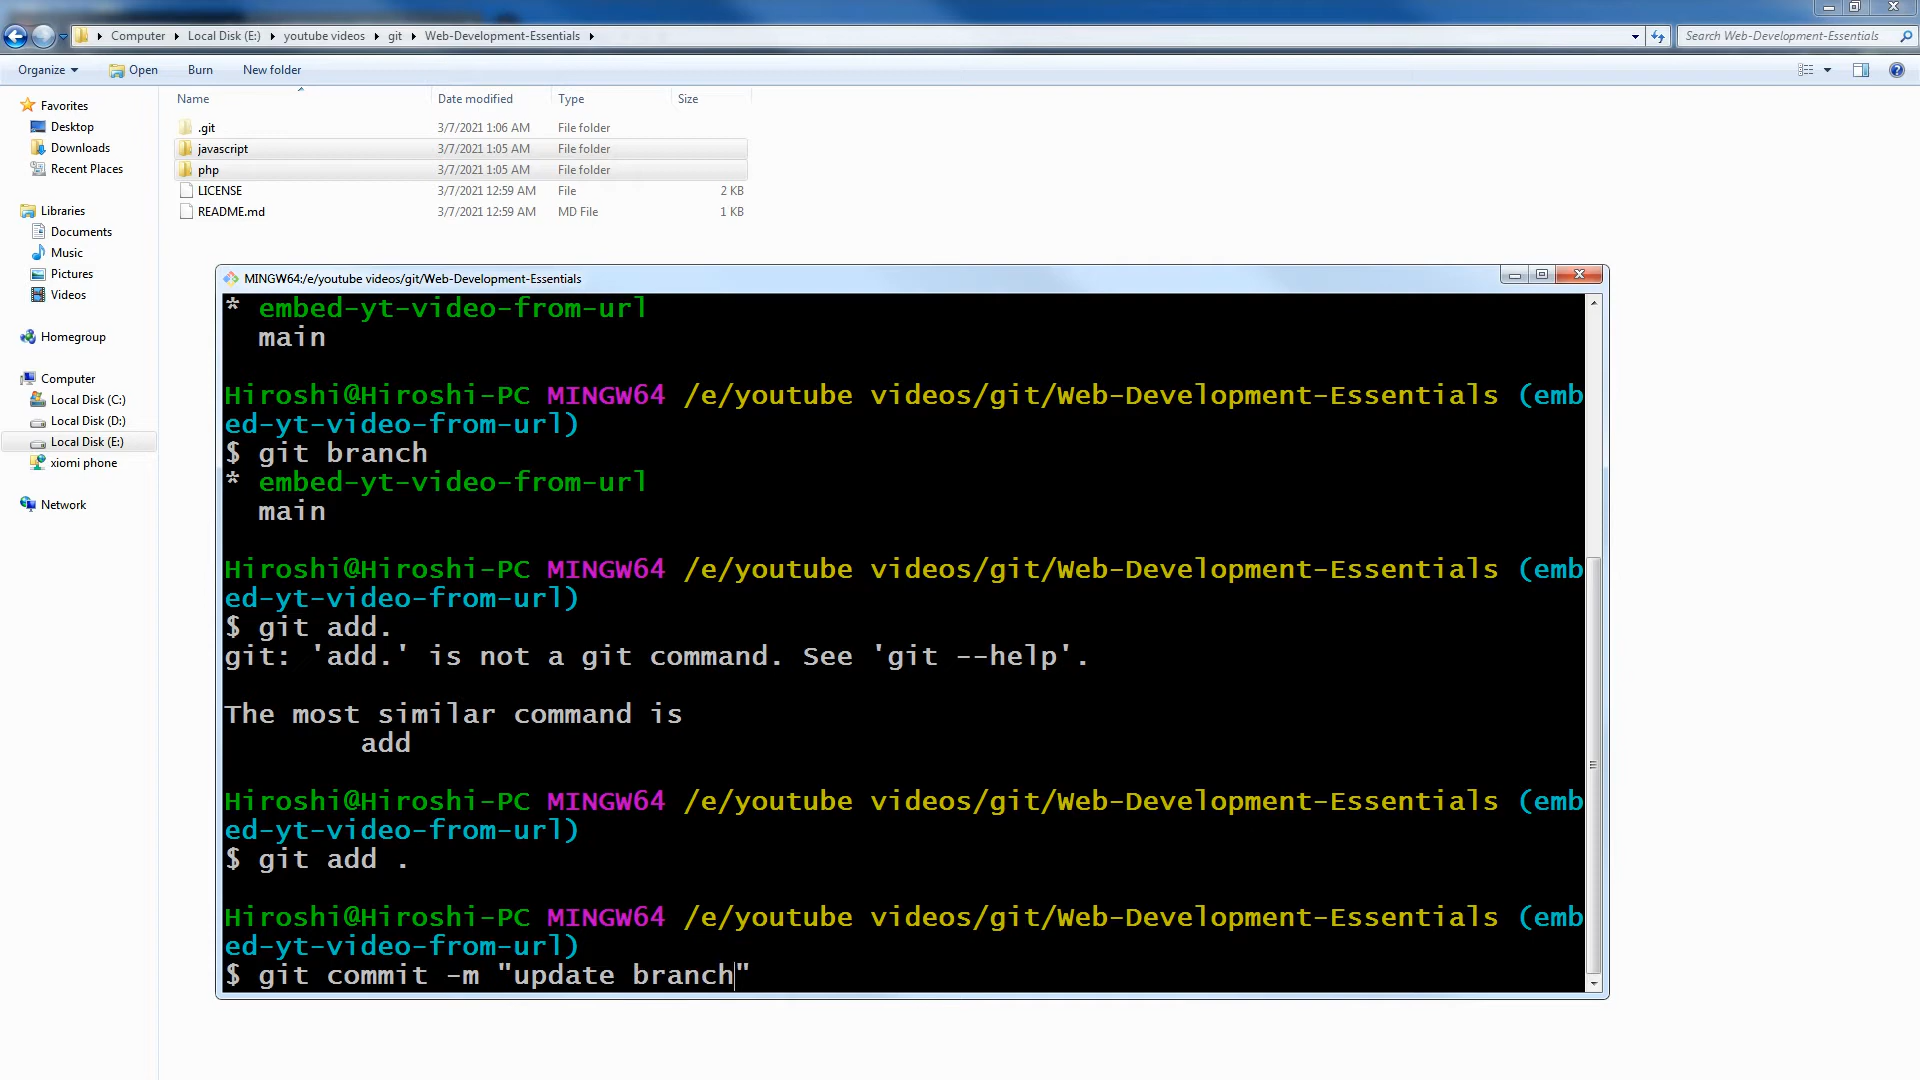 Computer ▸ Local Disk (E:) ▸ youtube videos ▸ git ▸ Web-Development-Essentials ▸
Search Web-Development-Essentials
Organize Open Burn New folder
Name Date modified Type Size
.git 3/7/2021 1:06 AM File folder
javascript 3/7/2021 1:05 AM File folder
php 3/7/2021 1:05 AM File folder
LICENSE 3/7/2021 12:59 AM File 2 KB
README.md 3/7/2021 12:59 AM MD File 1 KB
Favorites
Desktop
Downloads
Recent Places
Libraries
Documents
Music
Pictures
Videos
Homegroup
Computer
Local Disk (C:)
Local Disk (D:)
Local Disk (E:)
xiomi phone
Network
MINGW64:/e/youtube videos/git/Web-Development-Essentials
* embed-yt-video-from-url
main
Hiroshi@Hiroshi-PC MINGW64 /e/youtube videos/git/Web-Development-Essentials (emb
ed-yt-video-from-url)
$ git branch
* embed-yt-video-from-url
main
Hiroshi@Hiroshi-PC MINGW64 /e/youtube videos/git/Web-Development-Essentials (emb
ed-yt-video-from-url)
$ git add.
git: 'add.' is not a git command. See 'git --help'.
The most similar command is
add
Hiroshi@Hiroshi-PC MINGW64 /e/youtube videos/git/Web-Development-Essentials (emb
ed-yt-video-from-url)
$ git add .
Hiroshi@Hiroshi-PC MINGW64 /e/youtube videos/git/Web-Development-Essentials (emb
ed-yt-video-from-url)
$ git commit -m "update branch"